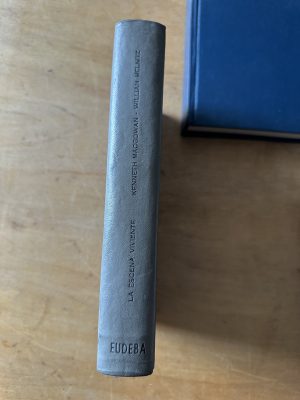 LA ESCENA VIVIENTE
KENNETH MACGOWAN - WILLIAM MELNITZ
EUDEBA